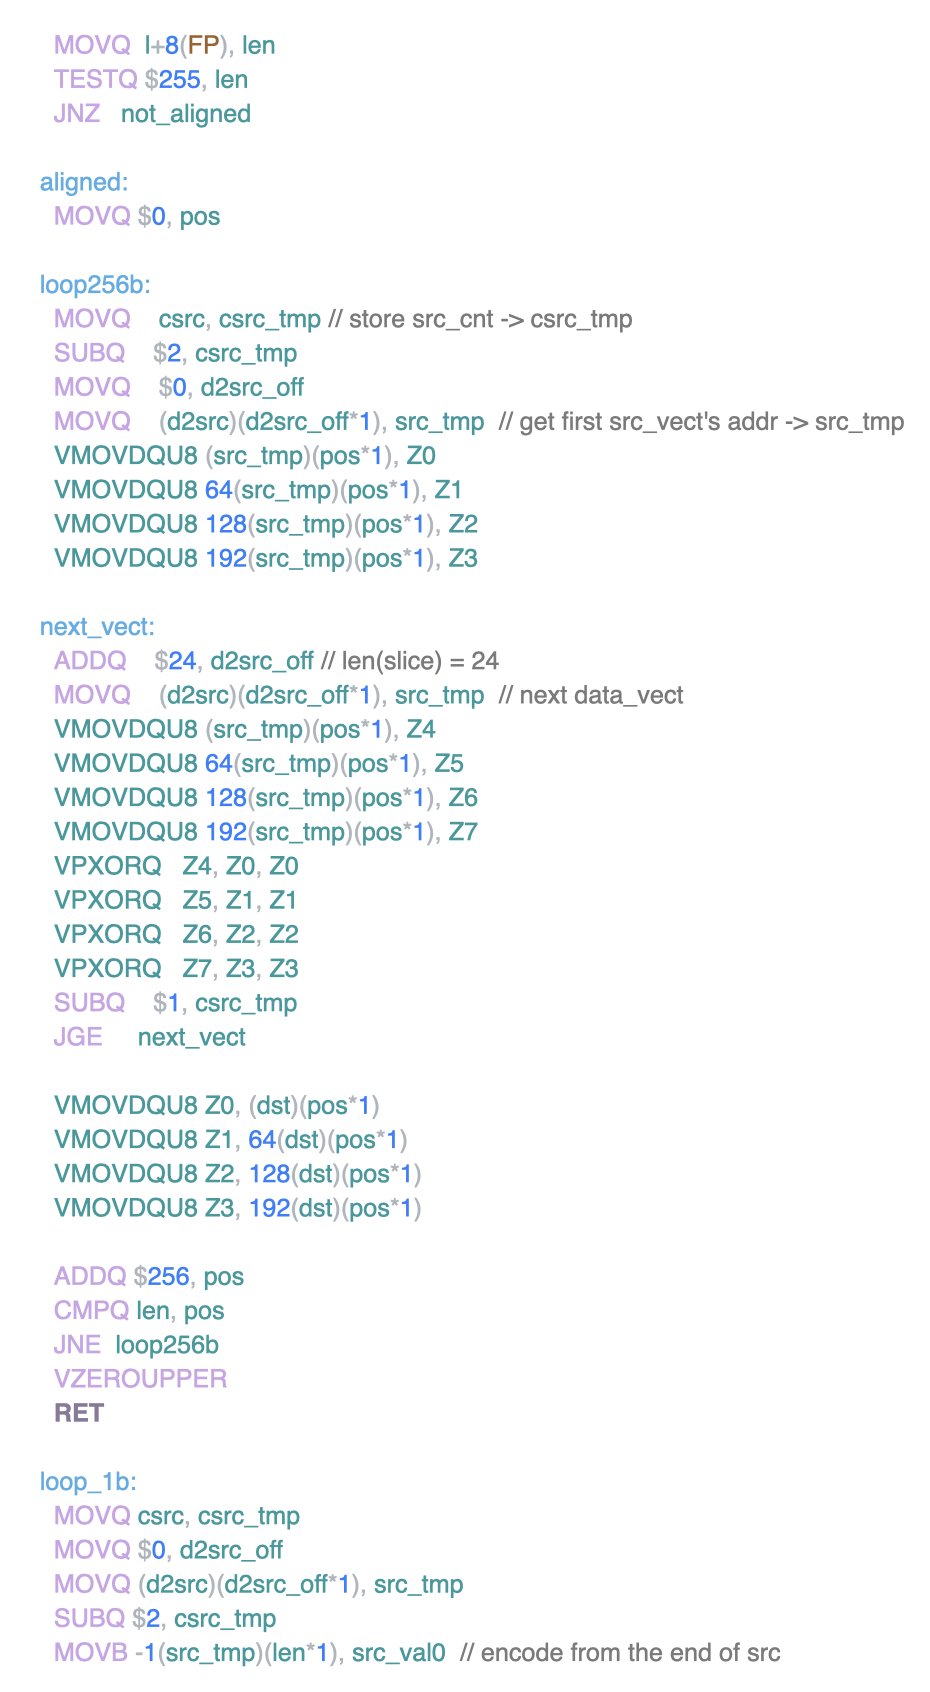 MOVQ l+8(FP), len
TESTQ $255, len
JNZ not_aligned
aligned:
MOVQ $0, pos
loop256b:
MOVQ csrc, csrc_tmp // store src_cnt -> csrc_tmp
SUBQ $2, csrc_tmp
MOVQ $0, d2src_off
MOVQ (d2src)(d2src_off*1), src_tmp // get first src_vect's addr -> src_tmp
VMOVDQU8 (src_tmp)(pos*1), Z0
VMOVDQU8 64(src_tmp)(pos*1), Z1
VMOVDQU8 128(src_tmp)(pos*1), Z2
VMOVDQU8 192(src_tmp)(pos*1), Z3
next_vect:
ADDQ $24, d2src_off // len(slice) = 24
MOVQ (d2src)(d2src_off*1), src_tmp // next data_vect
VMOVDQU8 (src_tmp)(pos*1), Z4
VMOVDQU8 64(src_tmp)(pos*1), Z5
VMOVDQU8 128(src_tmp)(pos*1), Z6
VMOVDQU8 192(src_tmp)(pos*1), Z7
VPXORQ Z4, Z0, Z0
VPXORQ Z5, Z1, Z1
VPXORQ Z6, Z2, Z2
VPXORQ Z7, Z3, Z3
SUBQ $1, csrc_tmp
JGE next_vect
VMOVDQU8 Z0, (dst)(pos*1)
VMOVDQU8 Z1, 64(dst)(pos*1)
VMOVDQU8 Z2, 128(dst)(pos*1)
VMOVDQU8 Z3, 192(dst)(pos*1)
ADDQ $256, pos
CMPQ len, pos
JNE loop256b
VZEROUPPER
RET
loop_1b:
MOVQ csrc, csrc_tmp
MOVQ $0, d2src_off
MOVQ (d2src)(d2src_off*1), src_tmp
SUBQ $2, csrc_tmp
MOVB -1(src_tmp)(len*1), src_val0 // encode from the end of src